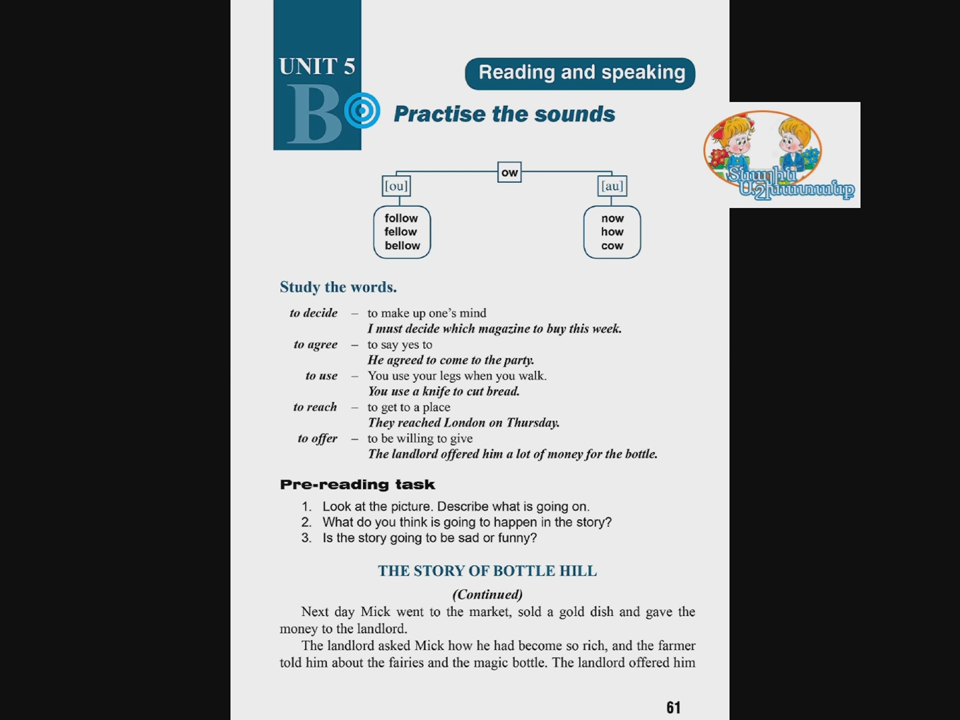 UNIT 5
B
Reading and speaking
Practise the sounds
Տնային
Աշխատանք
ow
[ou]
[au]
follow
fellow
bellow
now
how
cow
Study the words.
to decide – to make up one's mind
I must decide which magazine to buy this week.
to agree – to say yes to
He agreed to come to the party.
to use – You use your legs when you walk.
You use a knife to cut bread.
to reach – to get to a place
They reached London on Thursday.
to offer – to be willing to give
The landlord offered him a lot of money for the bottle.
Pre-reading task
1. Look at the picture. Describe what is going on.
2. What do you think is going to happen in the story?
3. Is the story going to be sad or funny?
THE STORY OF BOTTLE HILL
(Continued)
Next day Mick went to the market, sold a gold dish and gave the
money to the landlord.
The landlord asked Mick how he had become so rich, and the farmer
told him about the fairies and the magic bottle. The landlord offered him
61